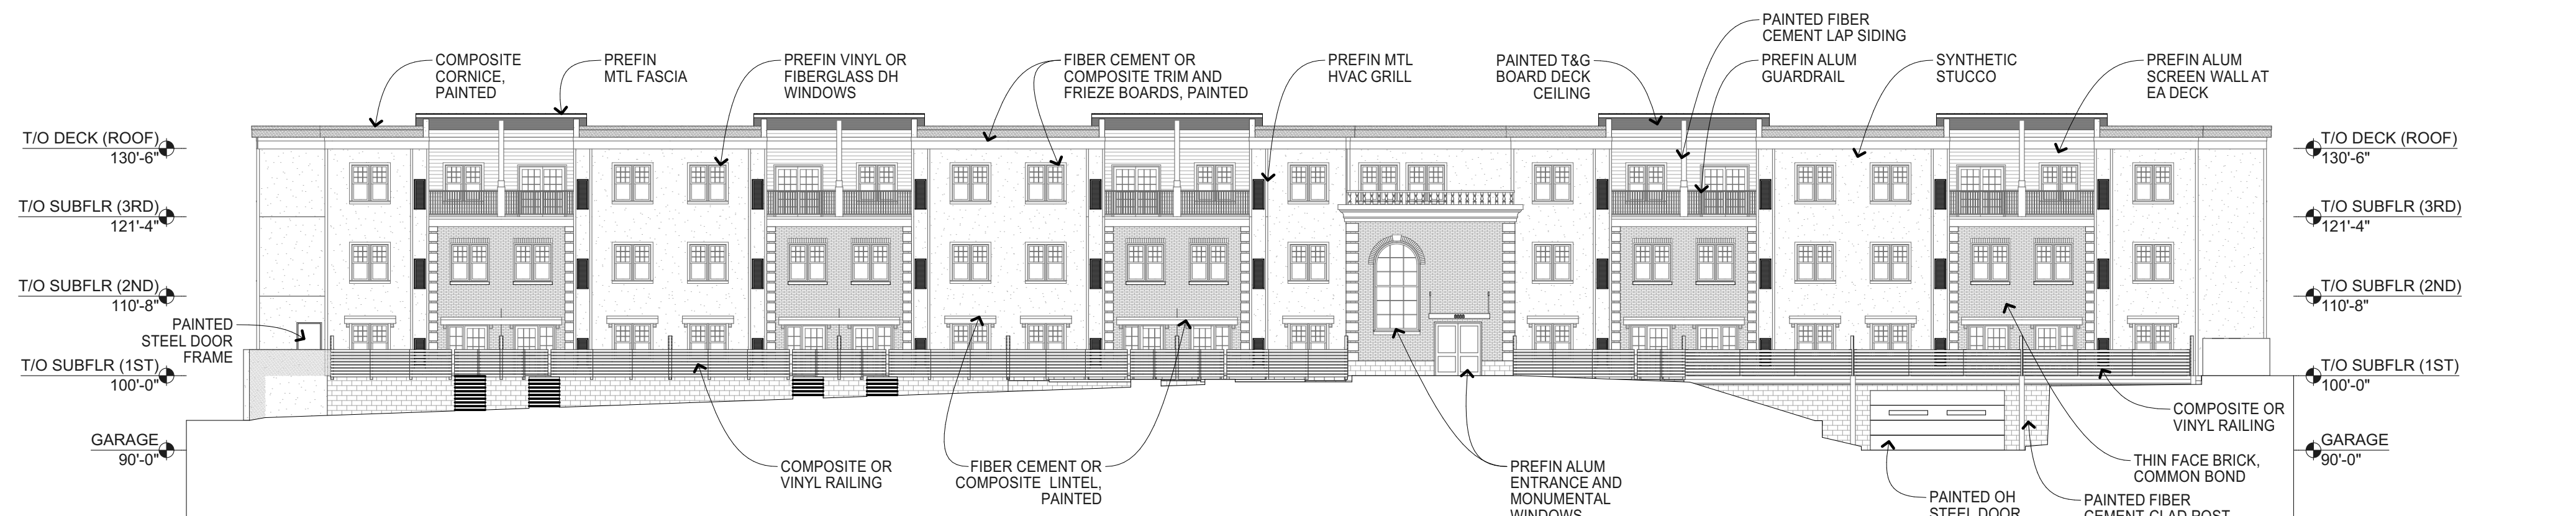 PAINTED FIBER
CEMENT LAP SIDING
COMPOSITE
CORNICE,
PAINTED
PREFIN
MTL FASCIA
PREFIN VINYL OR
FIBERGLASS DH
WINDOWS
FIBER CEMENT OR
COMPOSITE TRIM AND
FRIEZE BOARDS, PAINTED
PREFIN MTL
HVAC GRILL
PAINTED T&G
BOARD DECK
CEILING
PREFIN ALUM
GUARDRAIL
SYNTHETIC
STUCCO
PREFIN ALUM
SCREEN WALL AT
EA DECK
T/O DECK (ROOF)
130'-6"
T/O DECK (ROOF)
130'-6"
T/O SUBFLR (3RD)
121'-4"
T/O SUBFLR (3RD)
121'-4"
T/O SUBFLR (2ND)
110'-8"
T/O SUBFLR (2ND)
110'-8"
PAINTED
STEEL DOOR
FRAME
T/O SUBFLR (1ST)
100'-0"
T/O SUBFLR (1ST)
100'-0"
GARAGE
90'-0"
GARAGE
90'-0"
COMPOSITE OR
VINYL RAILING
FIBER CEMENT OR
COMPOSITE LINTEL,
PAINTED
PREFIN ALUM
ENTRANCE AND
MONUMENTAL
WINDOWS
COMPOSITE OR
VINYL RAILING
THIN FACE BRICK,
COMMON BOND
PAINTED OH
STEEL DOOR
PAINTED FIBER
CEMENT CLAD POST